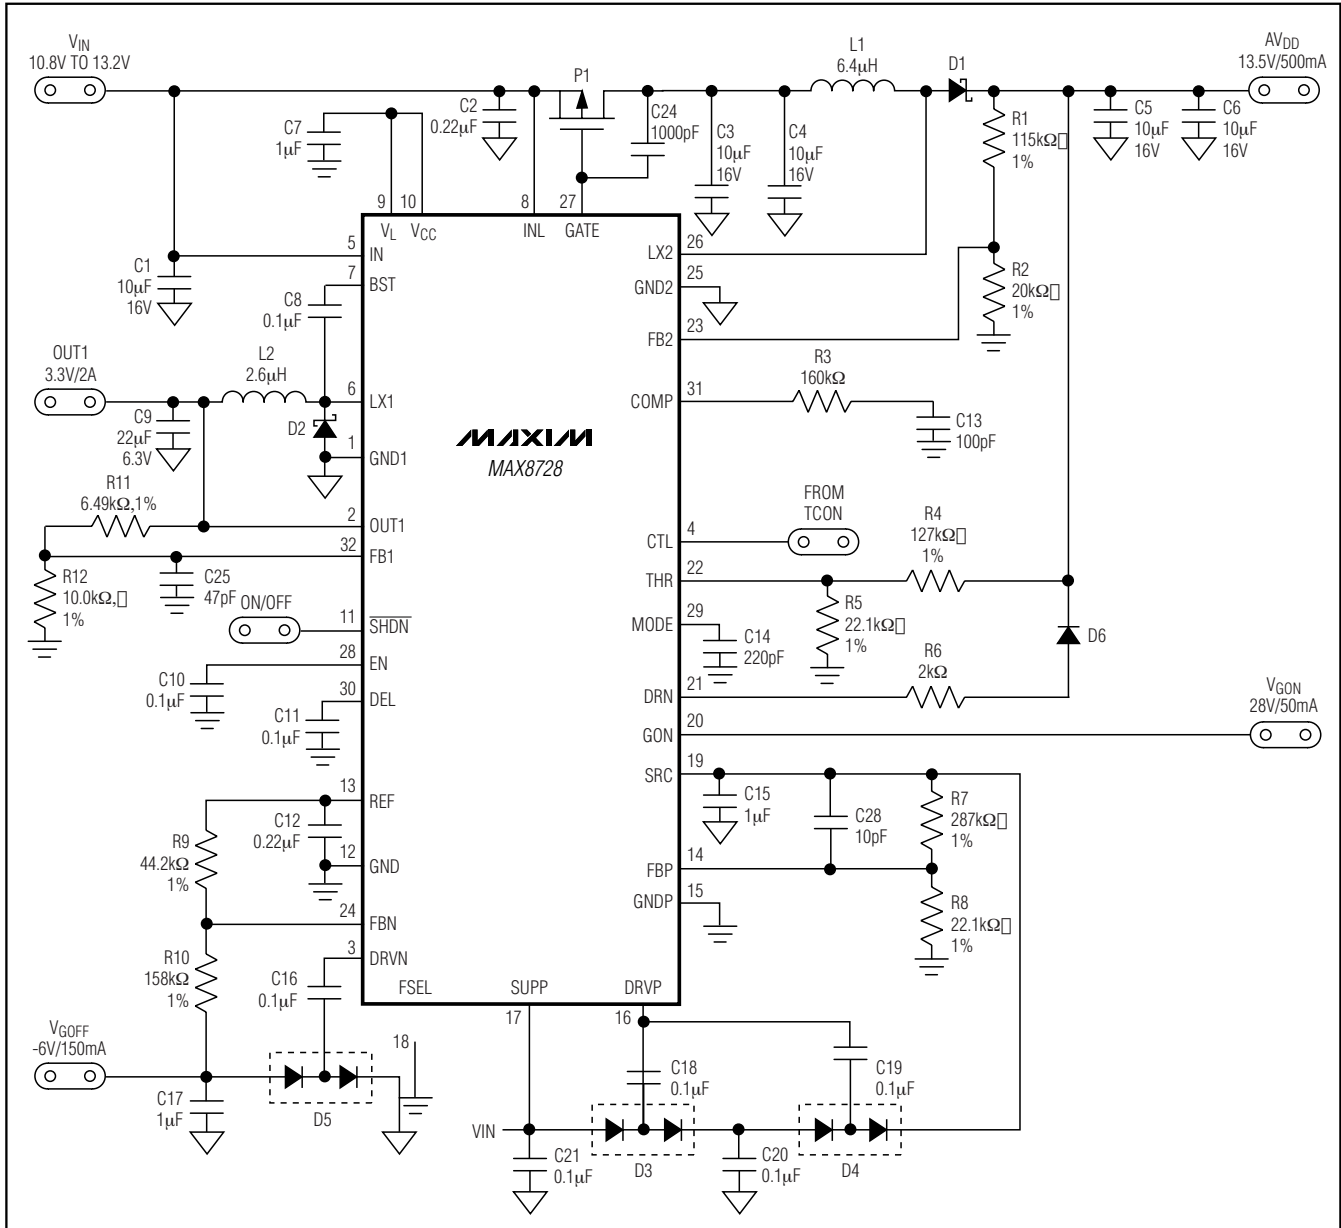 VIN
10.8V TO 13.2V
C7
1μF
C2
0.22μF
P1
C24
1000pF
C3
10μF
16V
C4
10μF
16V
L1
6.4μH
D1
AVDD
13.5V/500mA
R1
115kΩ▯
1%
C5
10μF
16V
C6
10μF
16V
9
10
8
27
VL
VCC
INL
GATE
5
IN
C1
10μF
16V
7
BST
C8
0.1μF
LX2
26
GND2
25
FB2
23
R2
20kΩ▯
1%
OUT1
3.3V/2A
L2
2.6μH
6
LX1
C9
22μF
6.3V
D2
1
GND1
MAXIM
MAX8728
COMP
31
R3
160kΩ
C13
100pF
R11
6.49kΩ,1%
2
OUT1
32
FB1
R12
10.0kΩ,▯
1%
C25
47pF
FROM
TCON
CTL
4
R4
127kΩ▯
1%
THR
22
R5
22.1kΩ▯
1%
ON/OFF
11
SHDN
MODE
29
C14
220pF
D6
28
EN
C10
0.1μF
R6
2kΩ
30
DEL
DRN
21
C11
0.1μF
GON
20
VGON
28V/50mA
SRC
19
C15
1μF
C28
10pF
R7
287kΩ▯
1%
13
REF
C12
0.22μF
R9
44.2kΩ
1%
12
GND
FBP
14
GNDP
15
R8
22.1kΩ▯
1%
24
FBN
3
DRVN
R10
158kΩ
1%
C16
0.1μF
FSEL
SUPP
DRVP
17
16
18
VGOFF
-6V/150mA
C17
1μF
D5
C18
0.1μF
C19
0.1μF
VIN
C21
0.1μF
D3
C20
0.1μF
D4